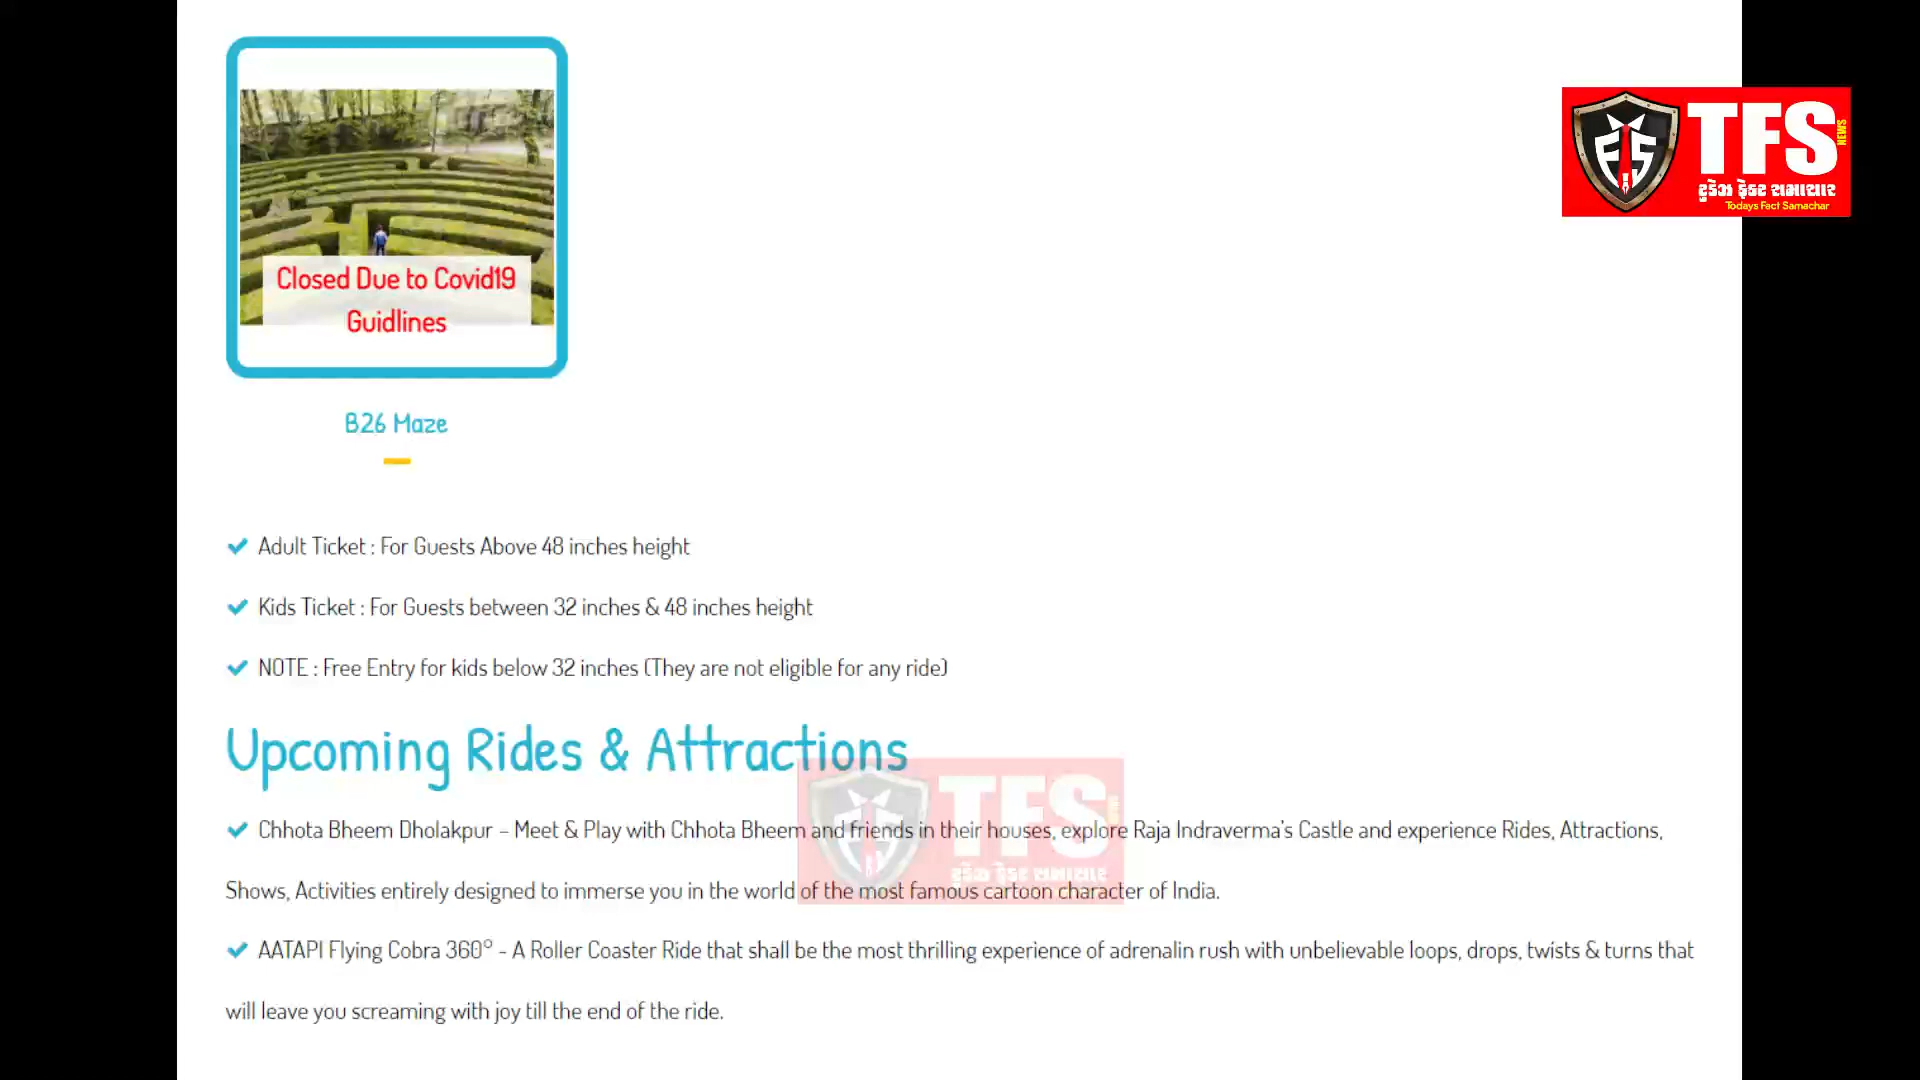 Closed Due to Covid19
Guidlines
B26 Maze
TFS
NEWS
ટુડેઝ ફેક્ટ સમાચાર
Todays Fact Samachar
Adult Ticket : For Guests Above 48 inches height
Kids Ticket : For Guests between 32 inches & 48 inches height
NOTE : Free Entry for kids below 32 inches (They are not eligible for any ride)
Upcoming Rides & Attractions
Chhota Bheem Dholakpur – Meet & Play with Chhota Bheem and friends in their houses, explore Raja Indraverma's Castle and experience Rides, Attractions,
Shows, Activities entirely designed to immerse you in the world of the most famous cartoon character of India.
TFS
NEWS
ટુડેઝ ફેક્ટ સમાચાર
AATAPI Flying Cobra 360° - A Roller Coaster Ride that shall be the most thrilling experience of adrenalin rush with unbelievable loops, drops, twists & turns that
will leave you screaming with joy till the end of the ride.